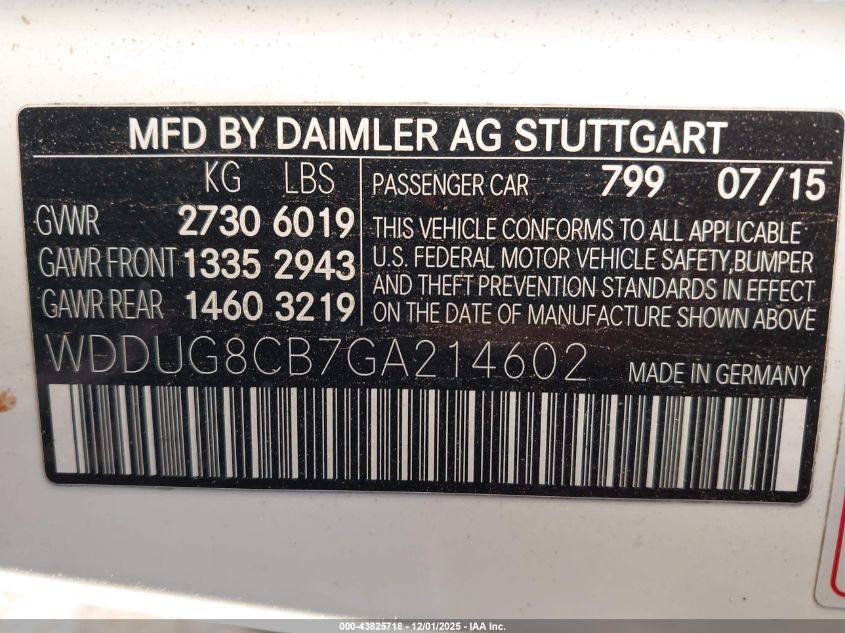 MFD BY DAIMLER AG STUTTGART
KG LBS
GVWR 2730 6019
GAWR FRONT 1335 2943
GAWR REAR 1460 3219
PASSENGER CAR 799 07/15
THIS VEHICLE CONFORMS TO ALL APPLICABLE
U.S. FEDERAL MOTOR VEHICLE SAFETY,BUMPER
AND THEFT PREVENTION STANDARDS IN EFFECT
ON THE DATE OF MANUFACTURE SHOWN ABOVE.
WDDUG8CB7GA214602 MADE IN GERMANY
000-43825718 • 12/01/2025 - IAA Inc.